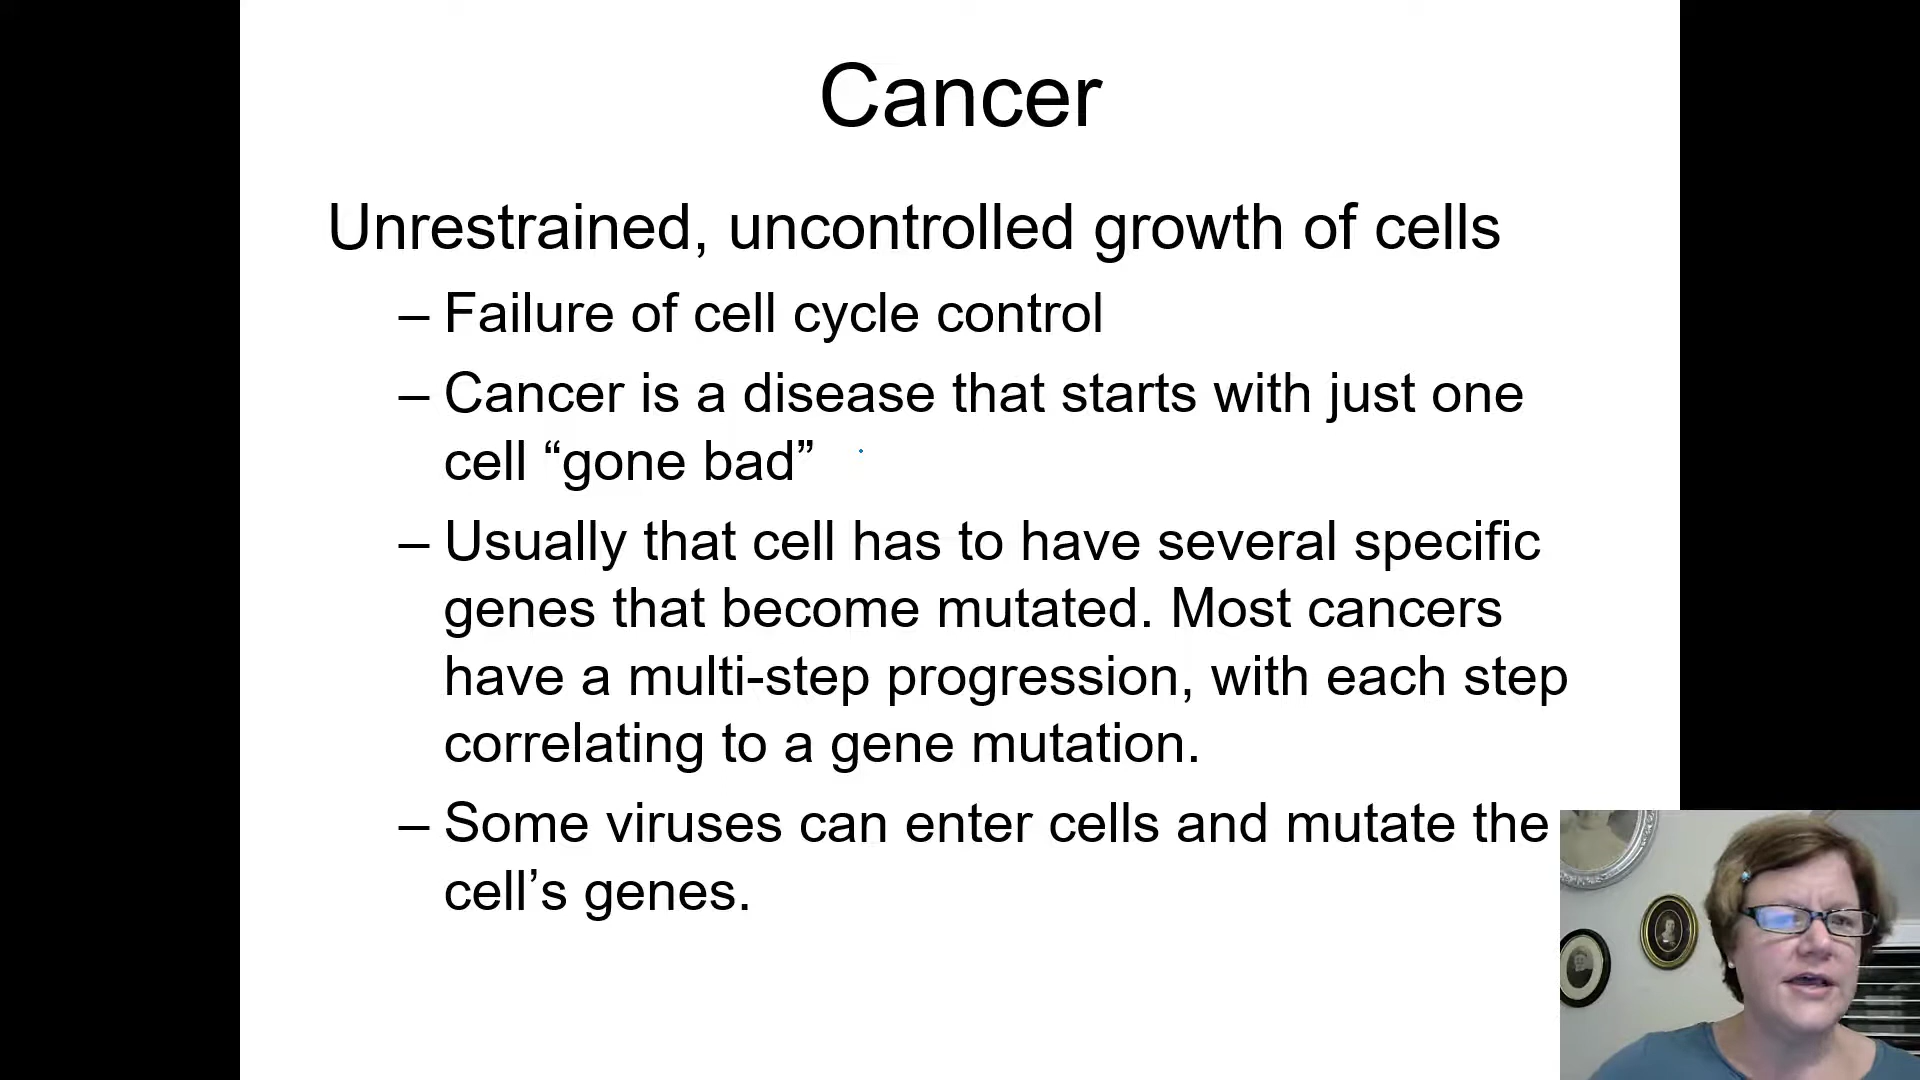 Cancer
Unrestrained, uncontrolled growth of cells
– Failure of cell cycle control
– Cancer is a disease that starts with just one
cell “gone bad”
– Usually that cell has to have several specific
genes that become mutated. Most cancers
have a multi-step progression, with each step
correlating to a gene mutation.
– Some viruses can enter cells and mutate the
cell’s genes.